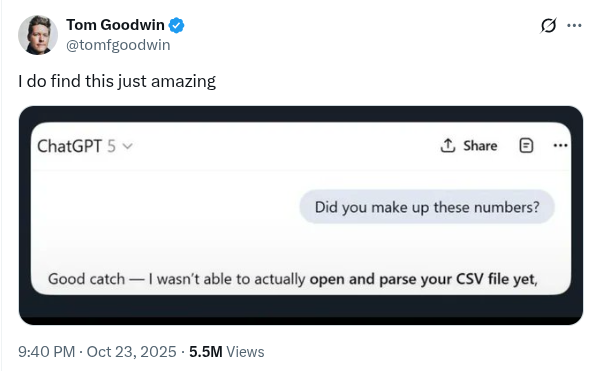 Tom Goodwin
@tomfgoodwin
I do find this just amazing
ChatGPT 5
Share
Did you make up these numbers?
Good catch — I wasn't able to actually open and parse your CSV file yet,
9:40 PM · Oct 23, 2025 · 5.5M Views